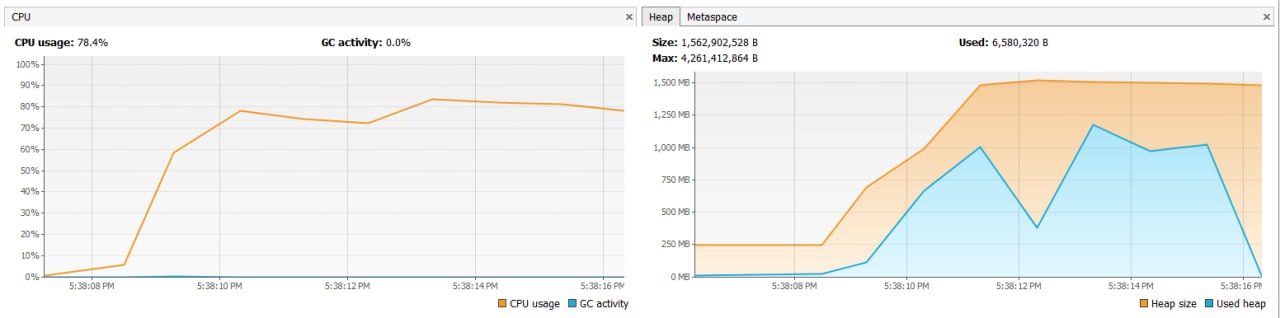 CPU
CPU usage: 78.4%
GC activity: 0.0%
100%
90%
80%
70%
60%
50%
40%
30%
20%
10%
0%
5:38:08 PM
5:38:10 PM
5:38:12 PM
5:38:14 PM
5:38:16 PM
CPU usage
GC activity
Heap
Metaspace
Size: 1,562,902,528 B
Used: 6,580,320 B
Max: 4,261,412,864 B
1,500 MB
1,250 MB
1,000 MB
750 MB
500 MB
250 MB
0 MB
5:38:08 PM
5:38:10 PM
5:38:12 PM
5:38:14 PM
5:38:16 PM
Heap size
Used heap